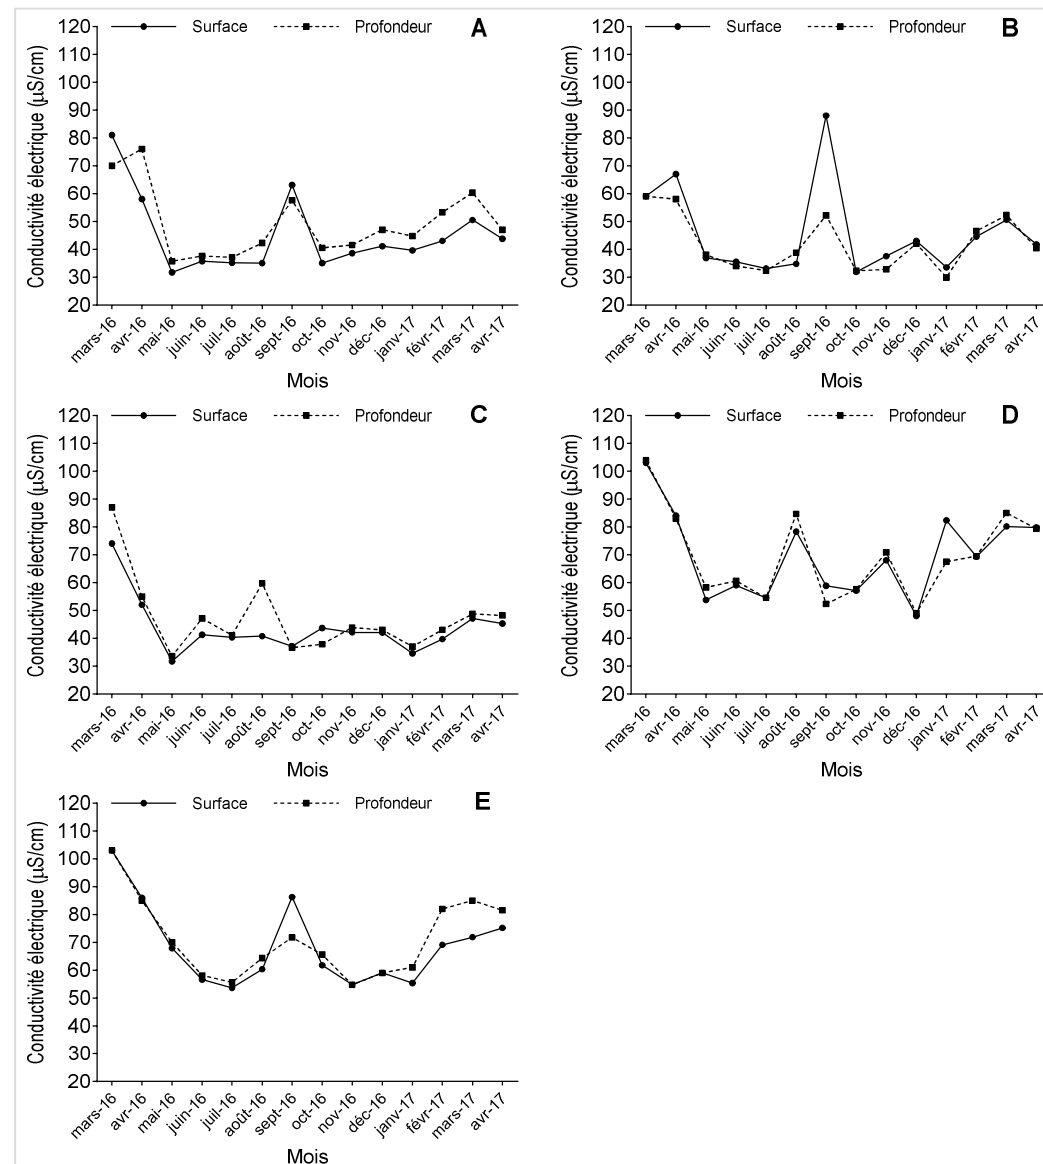 Surface Profondeur A
Conductivité électrique (µS/cm)
120
110
100
90
80
70
60
50
40
30
20
mars-16 avr-16 mai-16 juin-16 juil-16 août-16 sept-16 oct-16 nov-16 déc-16 janv-17 févr-17 mars-17 avr-17
Mois
Surface Profondeur B
Conductivité électrique (µS/cm)
120
110
100
90
80
70
60
50
40
30
20
mars-16 avr-16 mai-16 juin-16 juil-16 août-16 sept-16 oct-16 nov-16 déc-16 janv-17 févr-17 mars-17 avr-17
Mois
Surface Profondeur C
Conductivité électrique (µS/cm)
120
110
100
90
80
70
60
50
40
30
20
mars-16 avr-16 mai-16 juin-16 juil-16 août-16 sept-16 oct-16 nov-16 déc-16 janv-17 févr-17 mars-17 avr-17
Mois
Surface Profondeur D
Conductivité électrique (µS/cm)
120
110
100
90
80
70
60
50
40
30
20
mars-16 avr-16 mai-16 juin-16 juil-16 août-16 sept-16 oct-16 nov-16 déc-16 janv-17 févr-17 mars-17 avr-17
Mois
Surface Profondeur E
Conductivité électrique (µS/cm)
120
110
100
90
80
70
60
50
40
30
20
mars-16 avr-16 mai-16 juin-16 juil-16 août-16 sept-16 oct-16 nov-16 déc-16 janv-17 févr-17 mars-17 avr-17
Mois